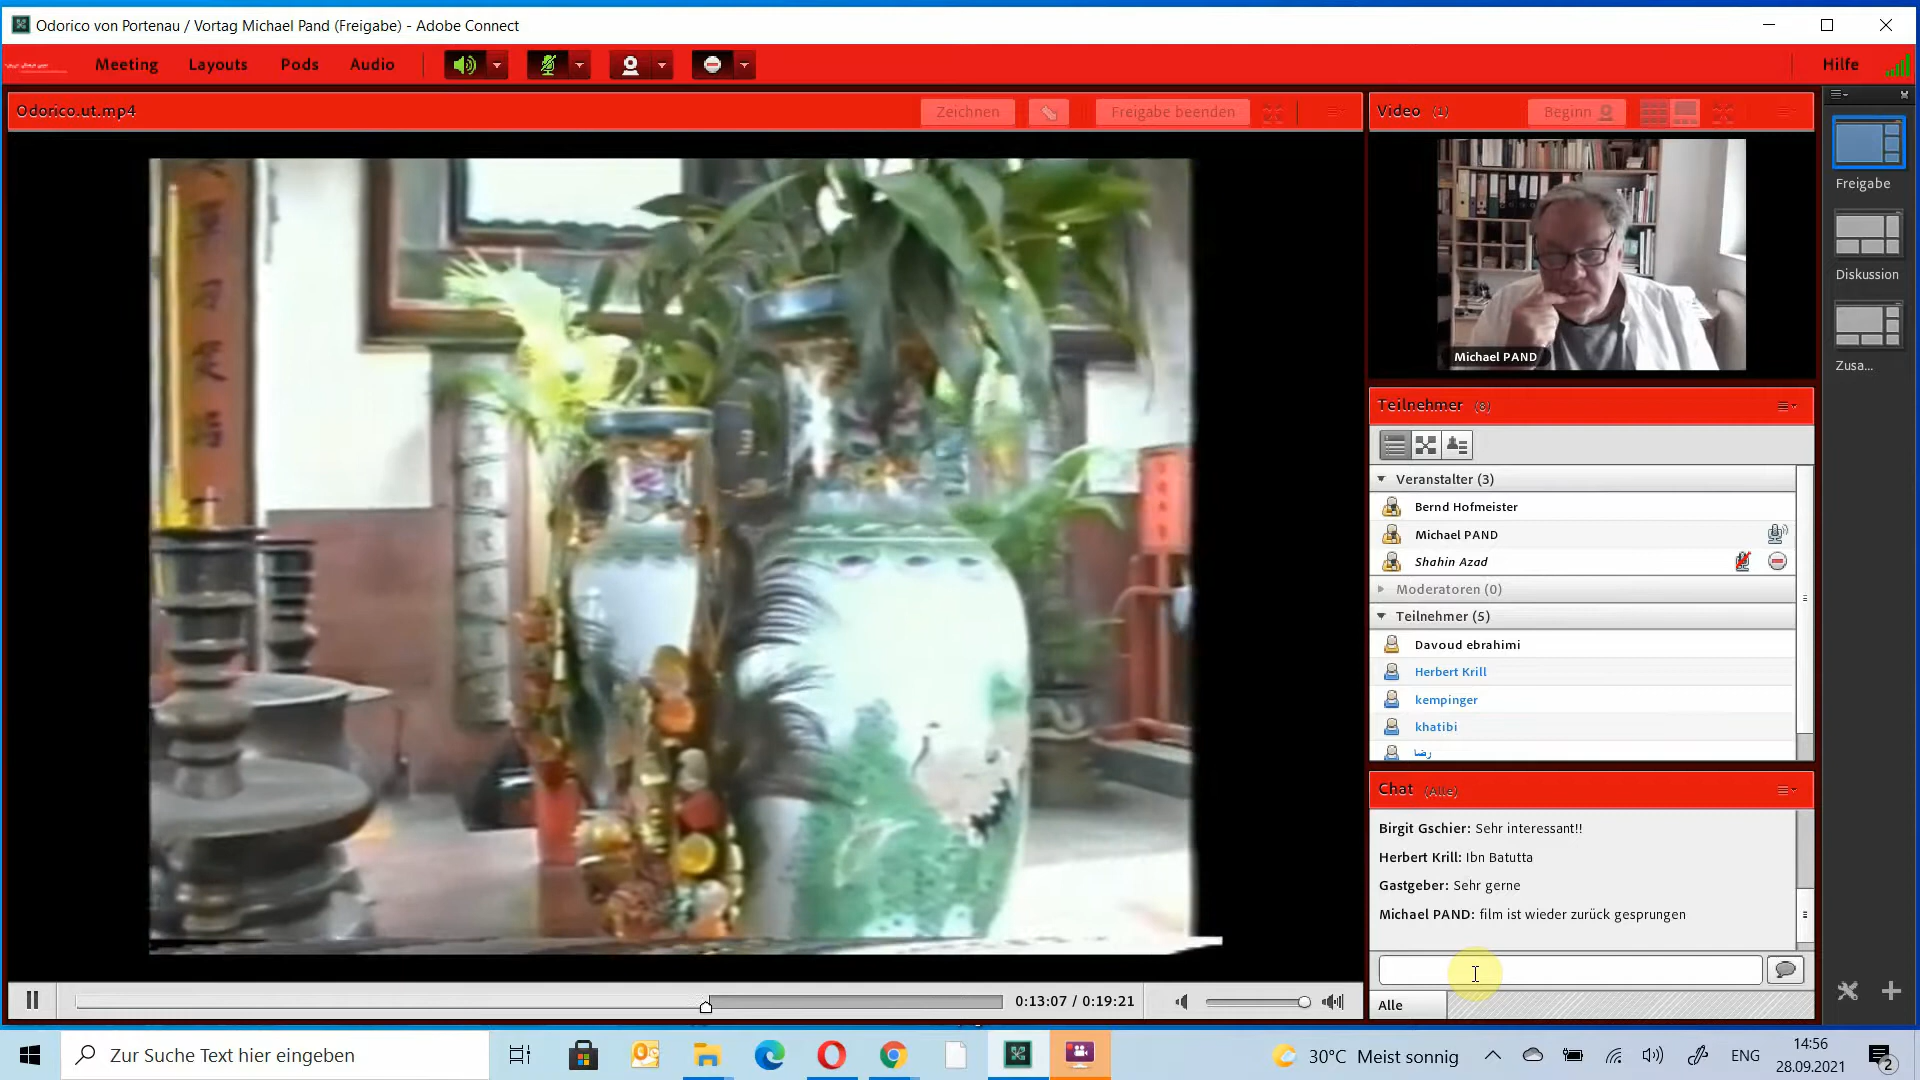 Odorico von Portenau / Vortag Michael Pand (Freigabe) - Adobe Connect
Meeting Layouts Pods Audio Hilfe
Odorico.ut.mp4 Zeichnen Freigabe beenden
Video (1) Beginn
Michael PAND
Freigabe
Diskussion
Zusa...
Teilnehmer (8)
Veranstalter (3)
Bernd Hofmeister
Michael PAND
Shahin Azad
Moderatoren (0)
Teilnehmer (5)
Davoud ebrahimi
Herbert Krill
kempinger
khatibi
رضا
Chat (Alle)
Birgit Gschier: Sehr interessant!!
Herbert Krill: Ibn Batutta
Gastgeber: Sehr gerne
Michael PAND: film ist wieder zurück gesprungen
Alle
0:13:07 / 0:19:21
Zur Suche Text hier eingeben
30°C Meist sonnig
ENG
14:56
28.09.2021
2